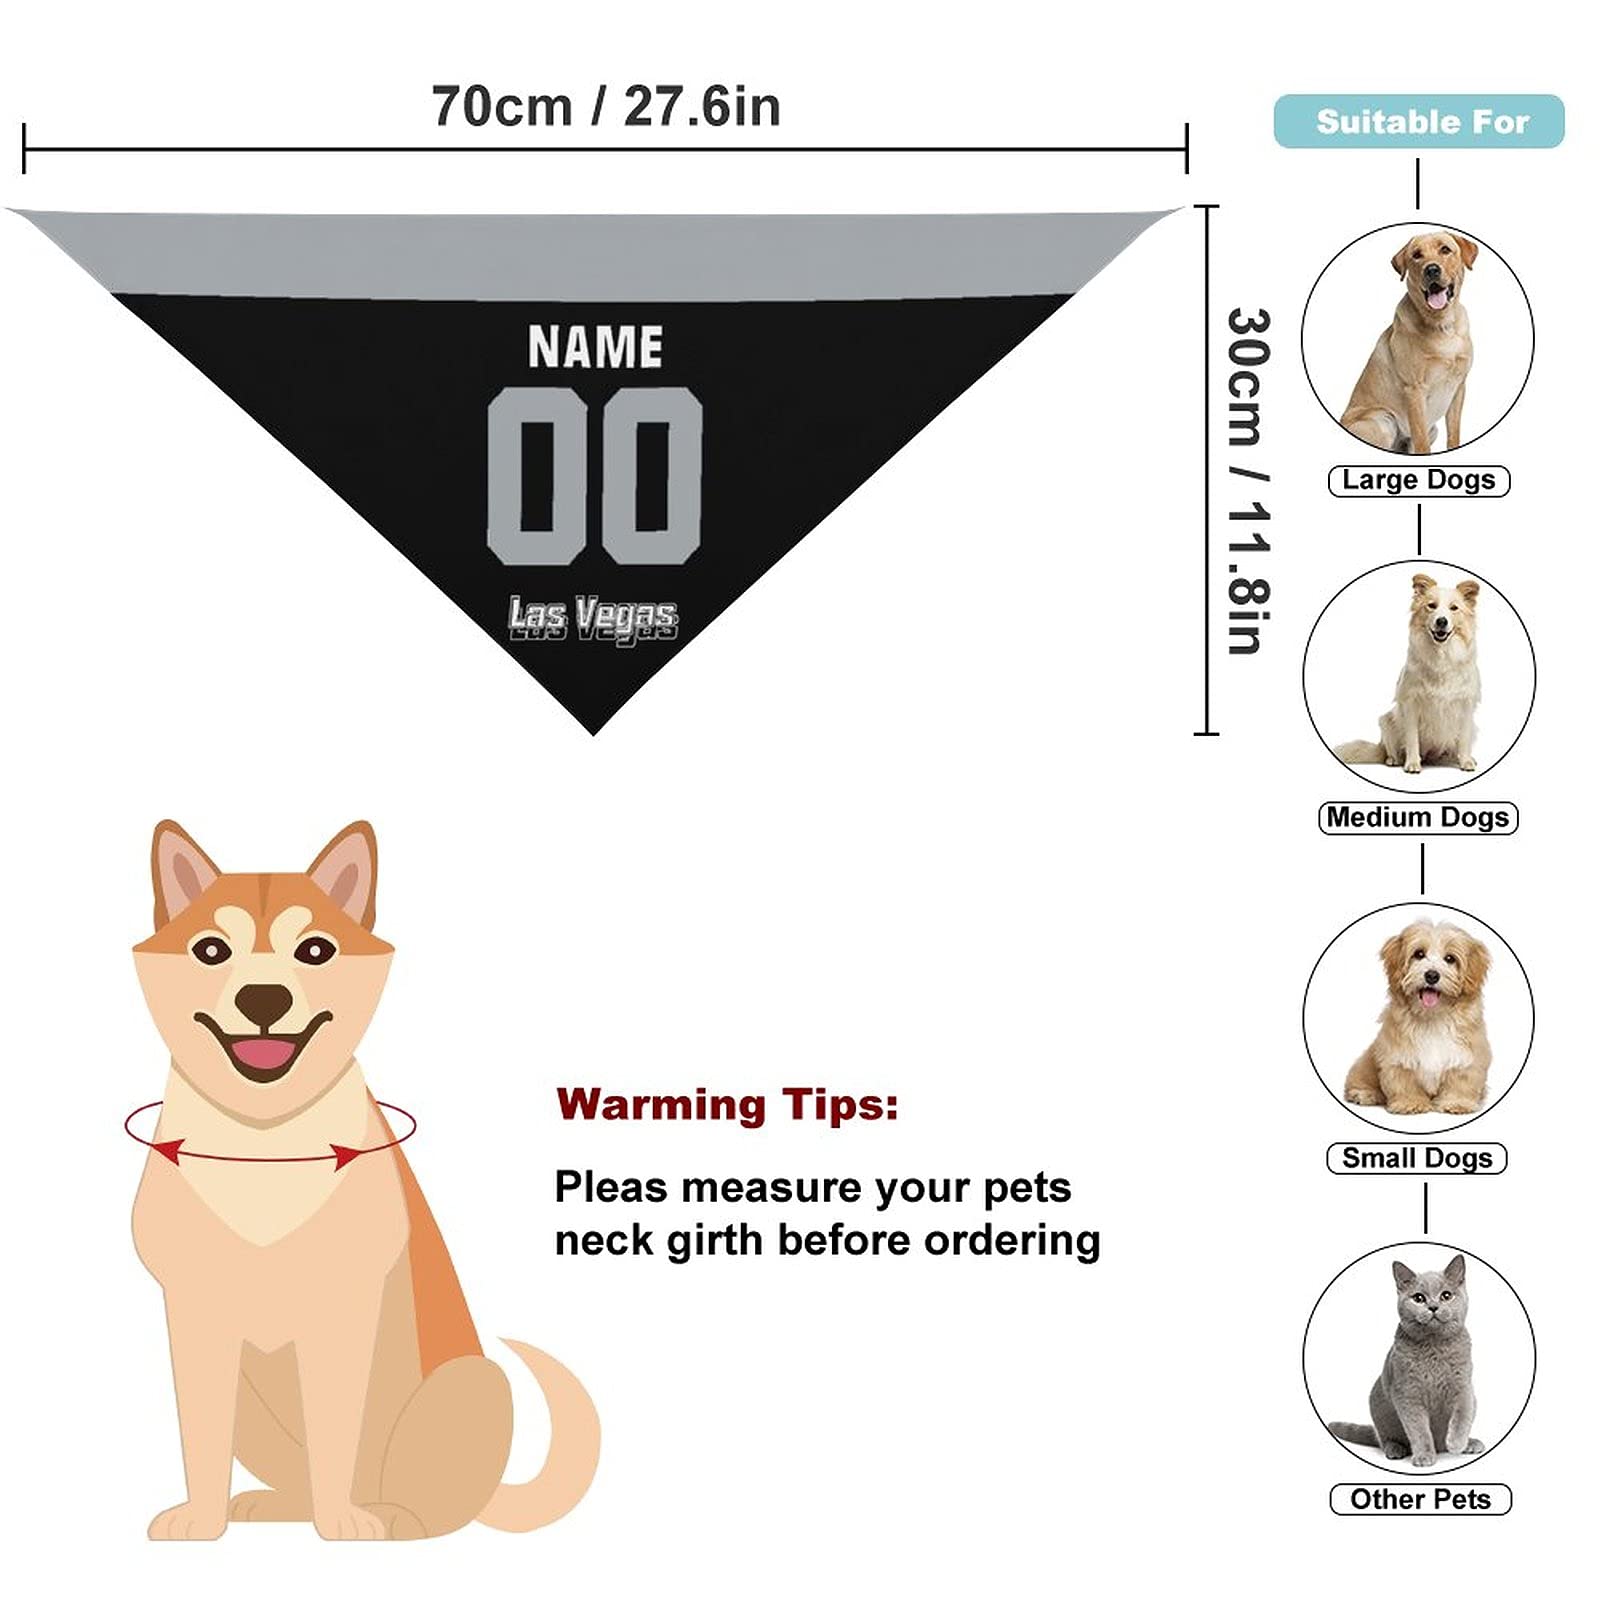 70cm / 27.6in
Suitable For
NAME
00
Las Vegas
30cm / 11.8in
Large Dogs
Medium Dogs
Small Dogs
Other Pets
Warming Tips:
Pleas measure your pets
neck girth before ordering